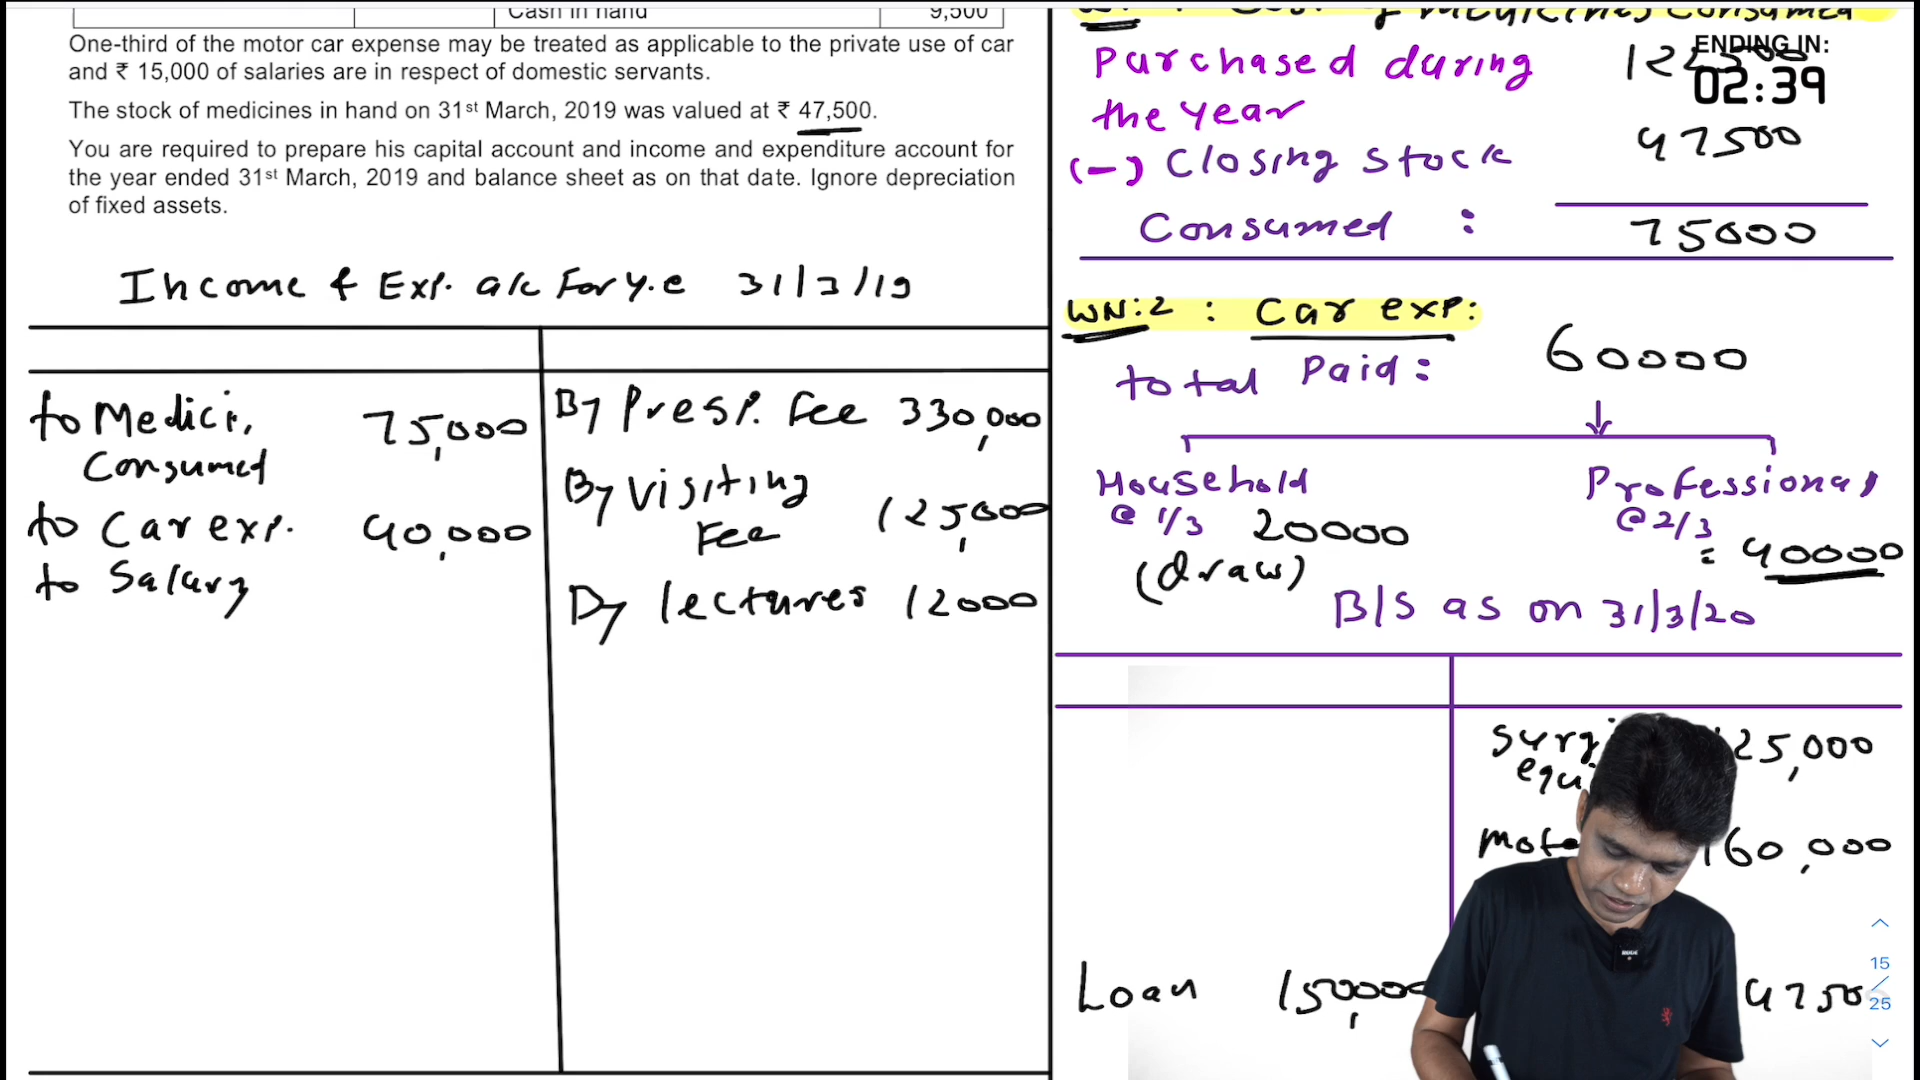 Cash in hand 9,500
One-third of the motor car expense may be treated as applicable to the private use of car
and ₹ 15,000 of salaries are in respect of domestic servants.
The stock of medicines in hand on 31st March, 2019 was valued at ₹ 47,500.
You are required to prepare his capital account and income and expenditure account for
the year ended 31st March, 2019 and balance sheet as on that date. Ignore depreciation
of fixed assets.
Income & Exp. a/c For y.e 31/3/19
to Medici. 75,000
Consumed
to Car exp. 40,000
to Salary
By Presp. Fee 330,000
By Visiting
Fee 125,000
By lectures 12000
medicines consumed
ENDING IN:
02:39
Purchased during
the year
(-) Closing stock 47500
Consumed : 75000
WN:2 : Car exp:
total Paid: 60000
Household Professional
@ 1/3 20000 @ 2/3
= 40000
(draw)
B/S as on 31/3/20
25,000
160,000
Loan 150,000
15
/
25